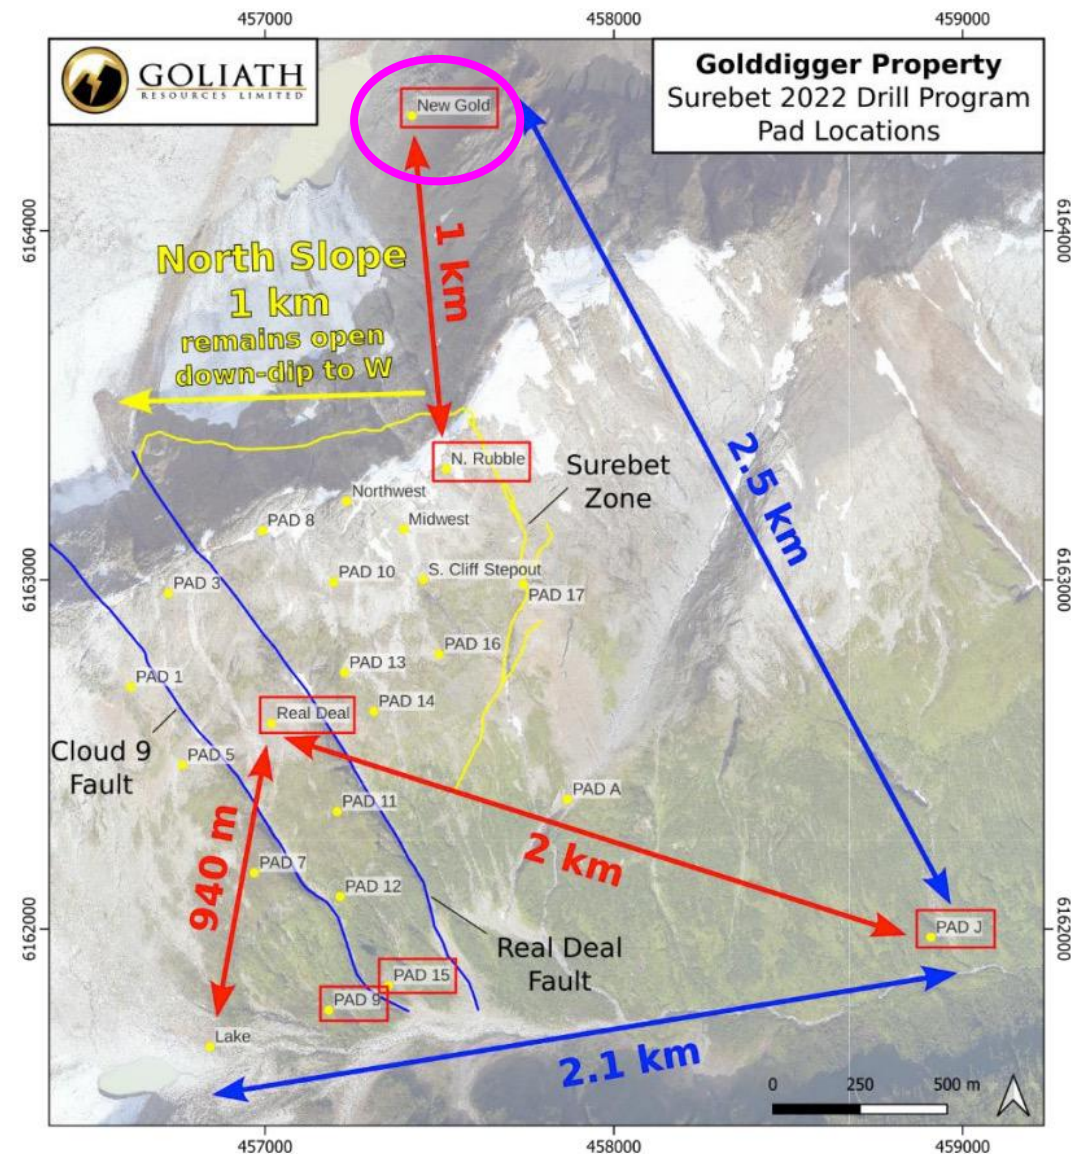 457000
458000
459000
GOLIATH
RESOURCES LIMITED
Golddigger Property
Surebet 2022 Drill Program
Pad Locations
New Gold
6164000
6164000
1 km
North Slope
1 km
remains open
down-dip to W
2.5 km
N. Rubble
Surebet
Zone
Northwest
PAD 8
Midwest
6163000
6163000
PAD 3
PAD 10
S. Cliff Stepout
PAD 17
PAD 16
PAD 13
PAD 1
PAD 14
Real Deal
Cloud 9
Fault
PAD 5
PAD A
PAD 11
2 km
940 m
PAD 7
PAD 12
6162000
6162000
PAD J
Real Deal
Fault
PAD 15
PAD 9
Lake
2.1 km
0 250 500 m
457000
458000
459000